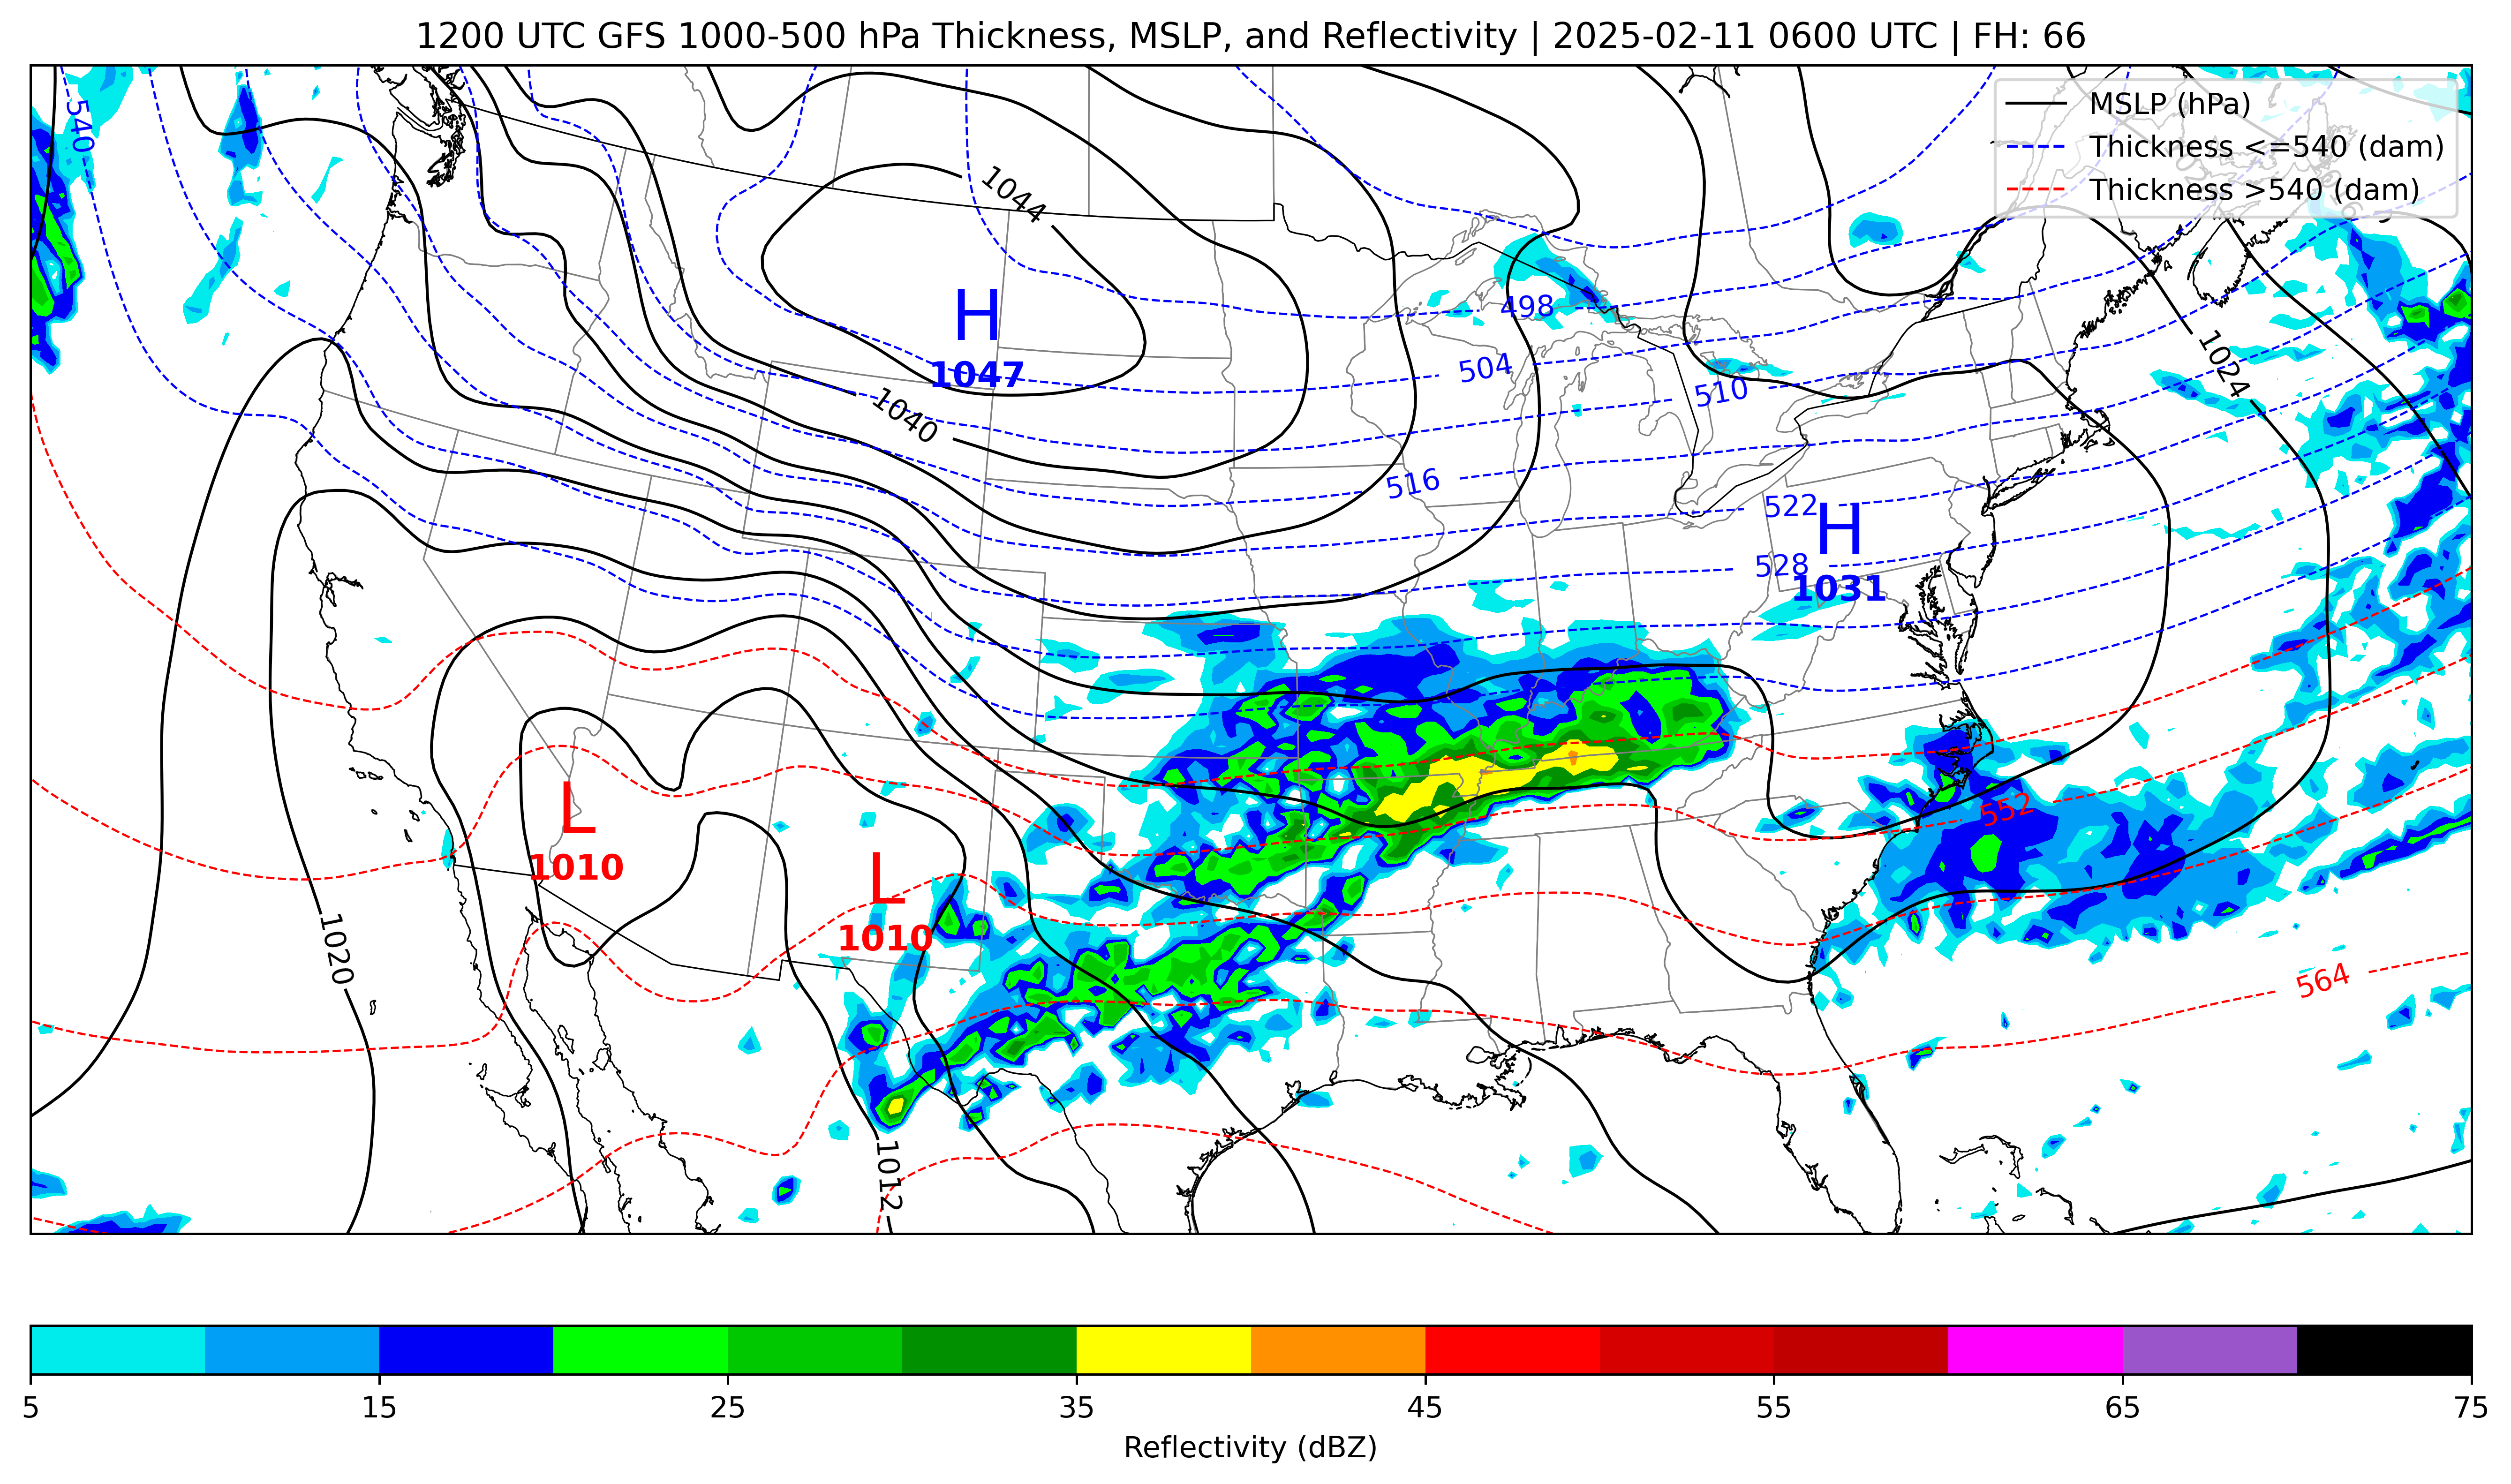 1200 UTC GFS 1000-500 hPa Thickness, MSLP, and Reflectivity | 2025-02-11 0600 UTC | FH: 66
MSLP (hPa)
Thickness <=540 (dam)
Thickness >540 (dam)
540
1044
H
1047
498
504
1024
510
1040
516
522
H
528
1031
L
1010
552
L
1010
1020
564
1012
5
15
25
35
45
55
65
75
Reflectivity (dBZ)